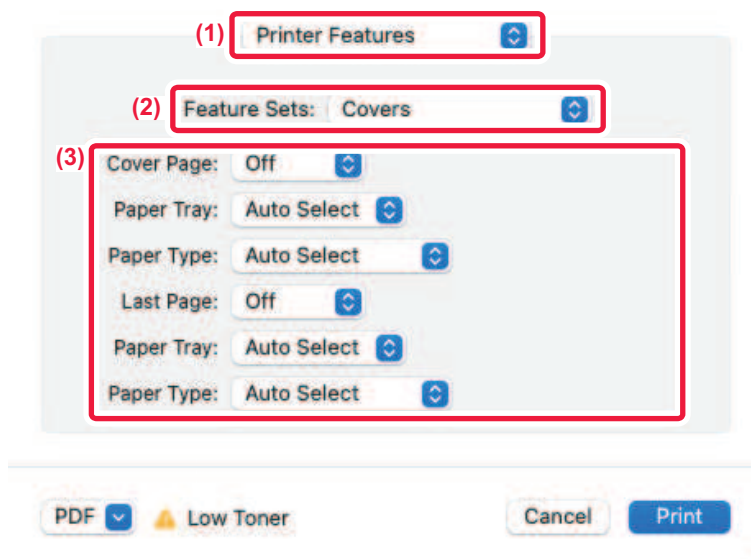 (1) Printer Features
(2) Feature Sets: Covers
(3) Cover Page: Off
Paper Tray: Auto Select
Paper Type: Auto Select
Last Page: Off
Paper Tray: Auto Select
Paper Type: Auto Select
PDF Low Toner Cancel Print